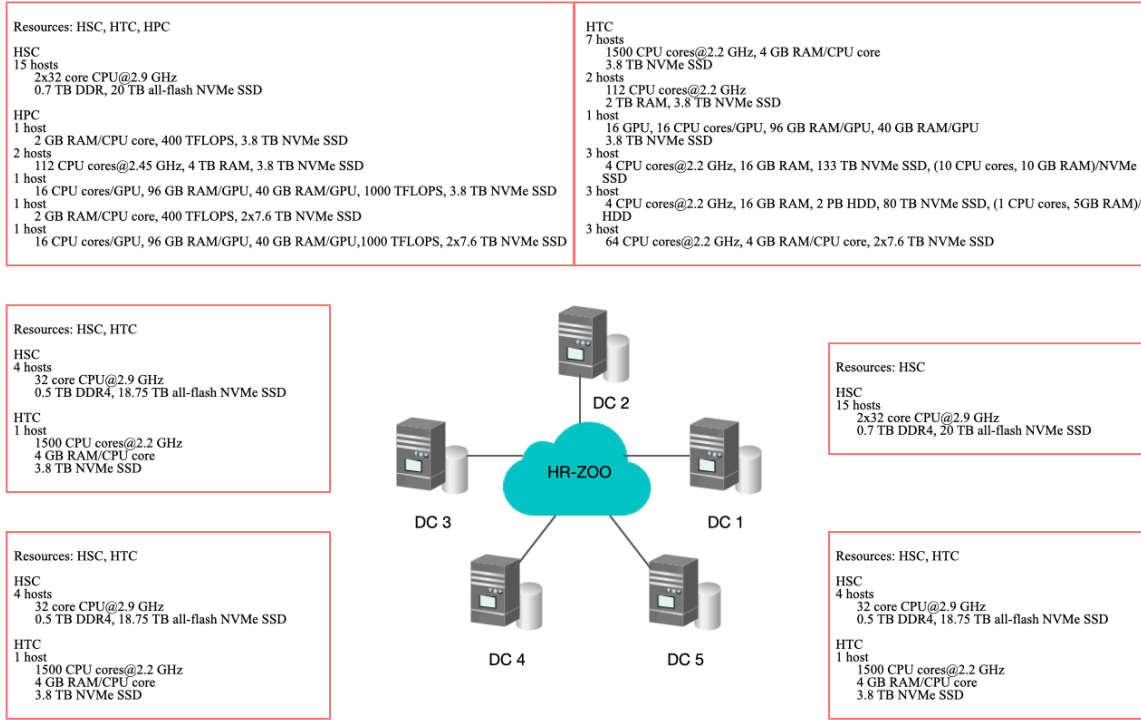 Resources: HSC, HTC, HPC
HSC
15 hosts
2x32 core CPU@2.9 GHz
0.7 TB DDR, 20 TB all-flash NVMe SSD
HPC
1 host
2 GB RAM/CPU core, 400 TFLOPS, 3.8 TB NVMe SSD
2 hosts
112 CPU cores@2.45 GHz, 4 TB RAM, 3.8 TB NVMe SSD
1 host
16 CPU cores/GPU, 96 GB RAM/GPU, 40 GB RAM/GPU, 1000 TFLOPS, 3.8 TB NVMe SSD
1 host
2 GB RAM/CPU core, 400 TFLOPS, 2x7.6 TB NVMe SSD
1 host
16 CPU cores/GPU, 96 GB RAM/GPU, 40 GB RAM/GPU,1000 TFLOPS, 2x7.6 TB NVMe SSD
HTC
7 hosts
1500 CPU cores@2.2 GHz, 4 GB RAM/CPU core
3.8 TB NVMe SSD
2 hosts
112 CPU cores@2.2 GHz
2 TB RAM, 3.8 TB NVMe SSD
1 host
16 GPU, 16 CPU cores/GPU, 96 GB RAM/GPU, 40 GB RAM/GPU
3.8 TB NVMe SSD
3 host
4 CPU cores@2.2 GHz, 16 GB RAM, 133 TB NVMe SSD, (10 CPU cores, 10 GB RAM)/NVMe
SSD
3 host
4 CPU cores@2.2 GHz, 16 GB RAM, 2 PB HDD, 80 TB NVMe SSD, (1 CPU cores, 5GB RAM)/
HDD
3 host
64 CPU cores@2.2 GHz, 4 GB RAM/CPU core, 2x7.6 TB NVMe SSD
Resources: HSC, HTC
HSC
4 hosts
32 core CPU@2.9 GHz
0.5 TB DDR4, 18.75 TB all-flash NVMe SSD
HTC
1 host
1500 CPU cores@2.2 GHz
4 GB RAM/CPU core
3.8 TB NVMe SSD
DC 2
HR-ZOO
DC 3
DC 1
DC 4
DC 5
Resources: HSC
HSC
15 hosts
2x32 core CPU@2.9 GHz
0.7 TB DDR4, 20 TB all-flash NVMe SSD
Resources: HSC, HTC
HSC
4 hosts
32 core CPU@2.9 GHz
0.5 TB DDR4, 18.75 TB all-flash NVMe SSD
HTC
1 host
1500 CPU cores@2.2 GHz
4 GB RAM/CPU core
3.8 TB NVMe SSD
Resources: HSC, HTC
HSC
4 hosts
32 core CPU@2.9 GHz
0.5 TB DDR4, 18.75 TB all-flash NVMe SSD
HTC
1 host
1500 CPU cores@2.2 GHz
4 GB RAM/CPU core
3.8 TB NVMe SSD